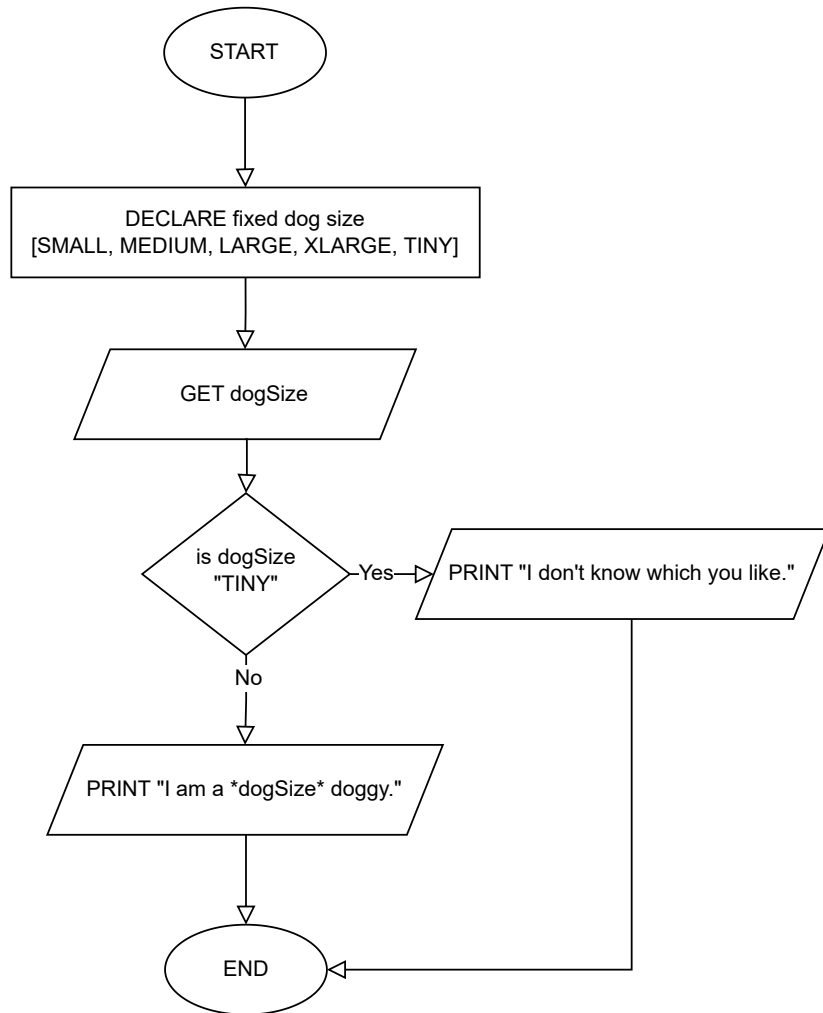 START
DECLARE fixed dog size
[SMALL, MEDIUM, LARGE, XLARGE, TINY]
GET dogSize
is dogSize
"TINY"
Yes
PRINT "I don't know which you like."
No
PRINT "I am a *dogSize* doggy."
END